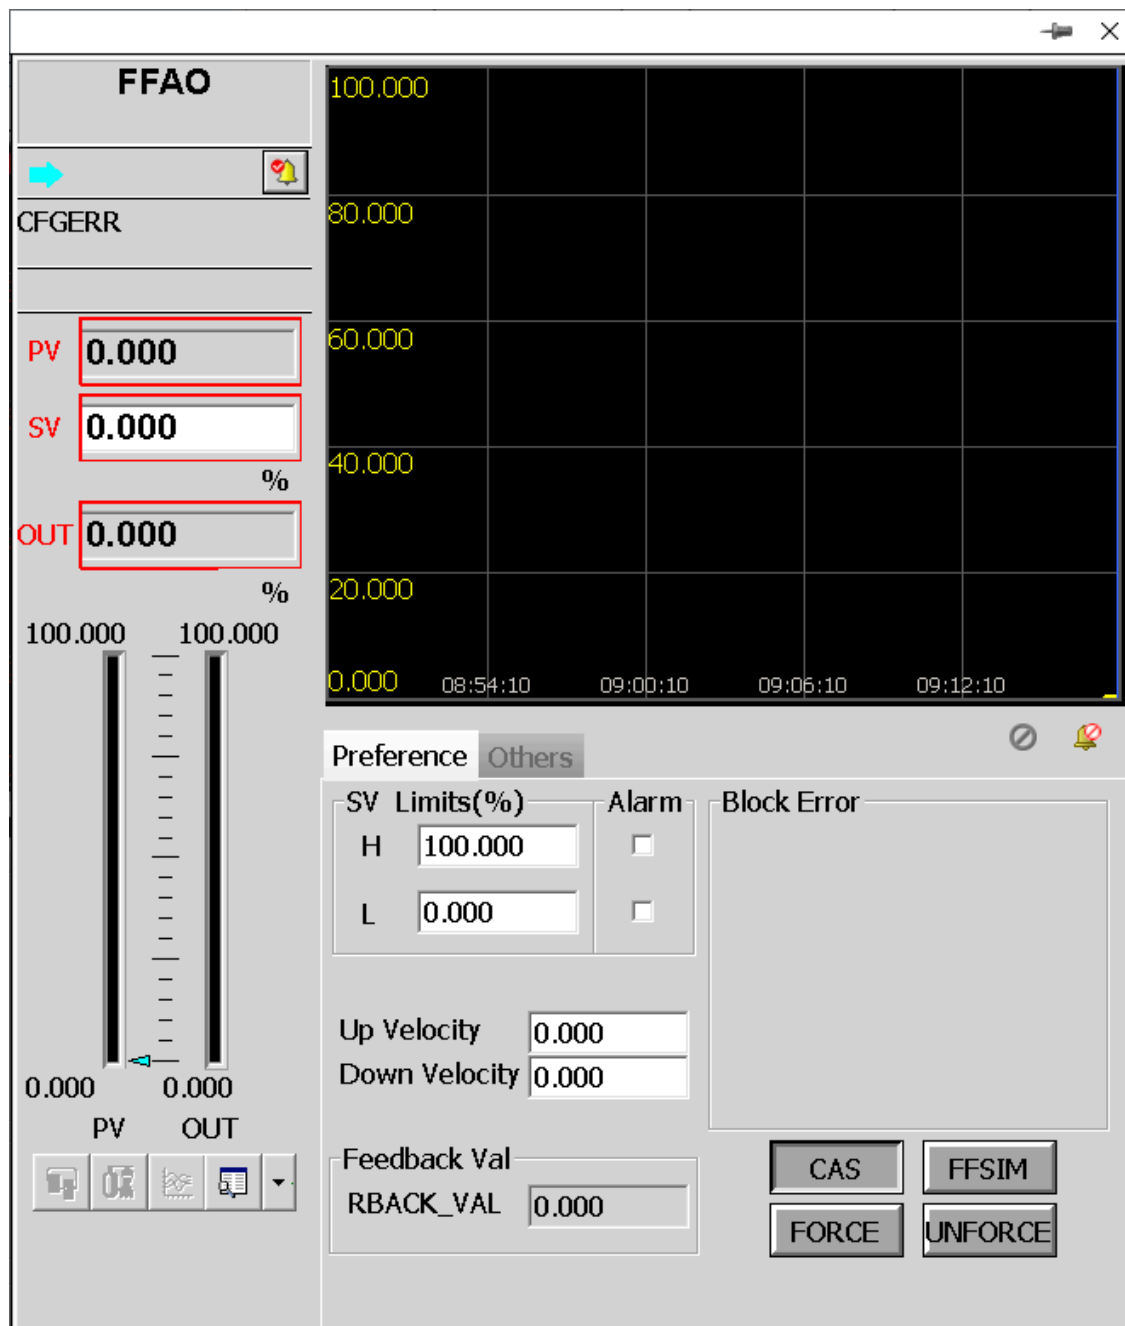 FFAO
CFGERR
PV 0.000
SV 0.000
%
OUT 0.000
%
100.000 100.000
0.000 0.000
PV OUT
100.000
80.000
60.000
40.000
20.000
0.000 08:54:10 09:00:10 09:06:10 09:12:10
Preference Others
SV Limits(%) Alarm
H 100.000
L 0.000
Up Velocity 0.000
Down Velocity 0.000
Feedback Val
RBACK_VAL 0.000
Block Error
CAS FFSIM
FORCE UNFORCE